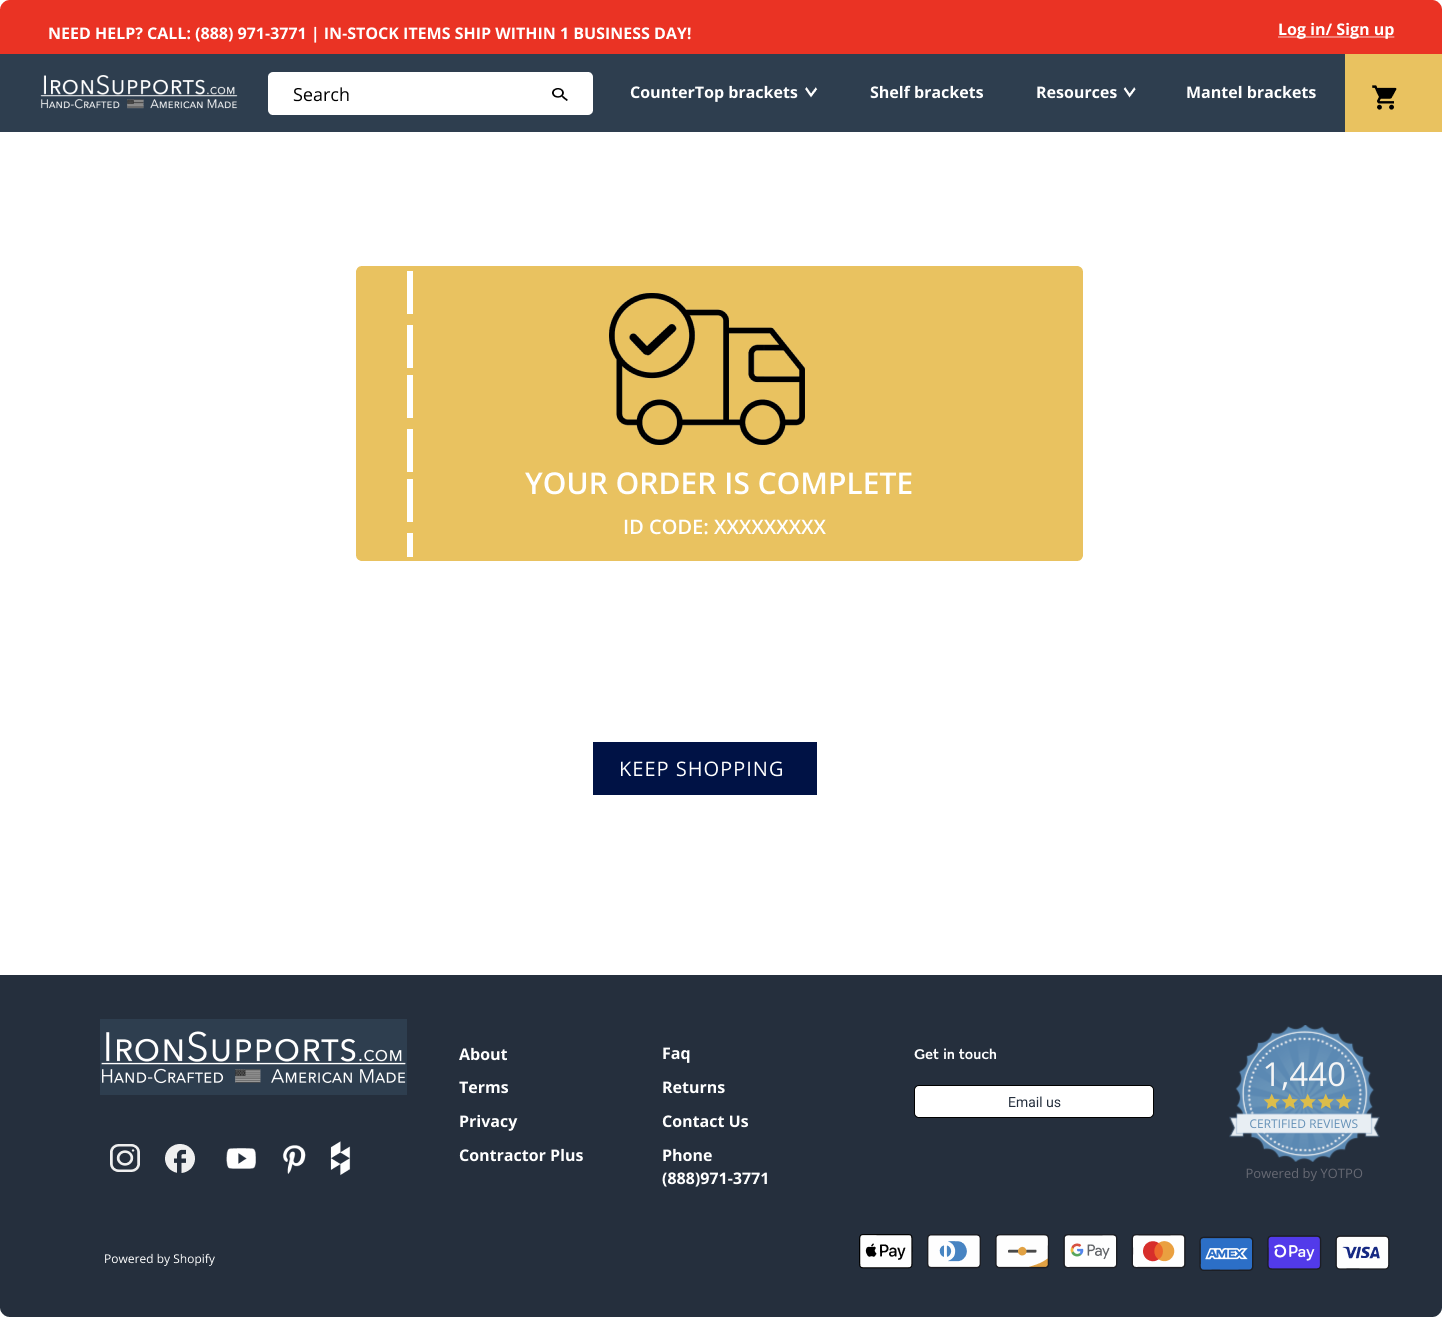 NEED HELP? CALL: (888) 971-3771 | IN-STOCK ITEMS SHIP WITHIN 1 BUSINESS DAY!
Log in/ Sign up
IRONSUPPORTS.COM
HAND-CRAFTED AMERICAN MADE
Search
CounterTop brackets
Shelf brackets
Resources
Mantel brackets
YOUR ORDER IS COMPLETE
ID CODE: XXXXXXXXX
KEEP SHOPPING
IRONSUPPORTS.COM
HAND-CRAFTED AMERICAN MADE
About
Terms
Privacy
Contractor Plus
Faq
Returns
Contact Us
Phone
(888)971-3771
Get in touch
Email us
1,440
CERTIFIED REVIEWS
Powered by YOTPO
Powered by Shopify
Pay
G Pay
AMEX
Pay
VISA